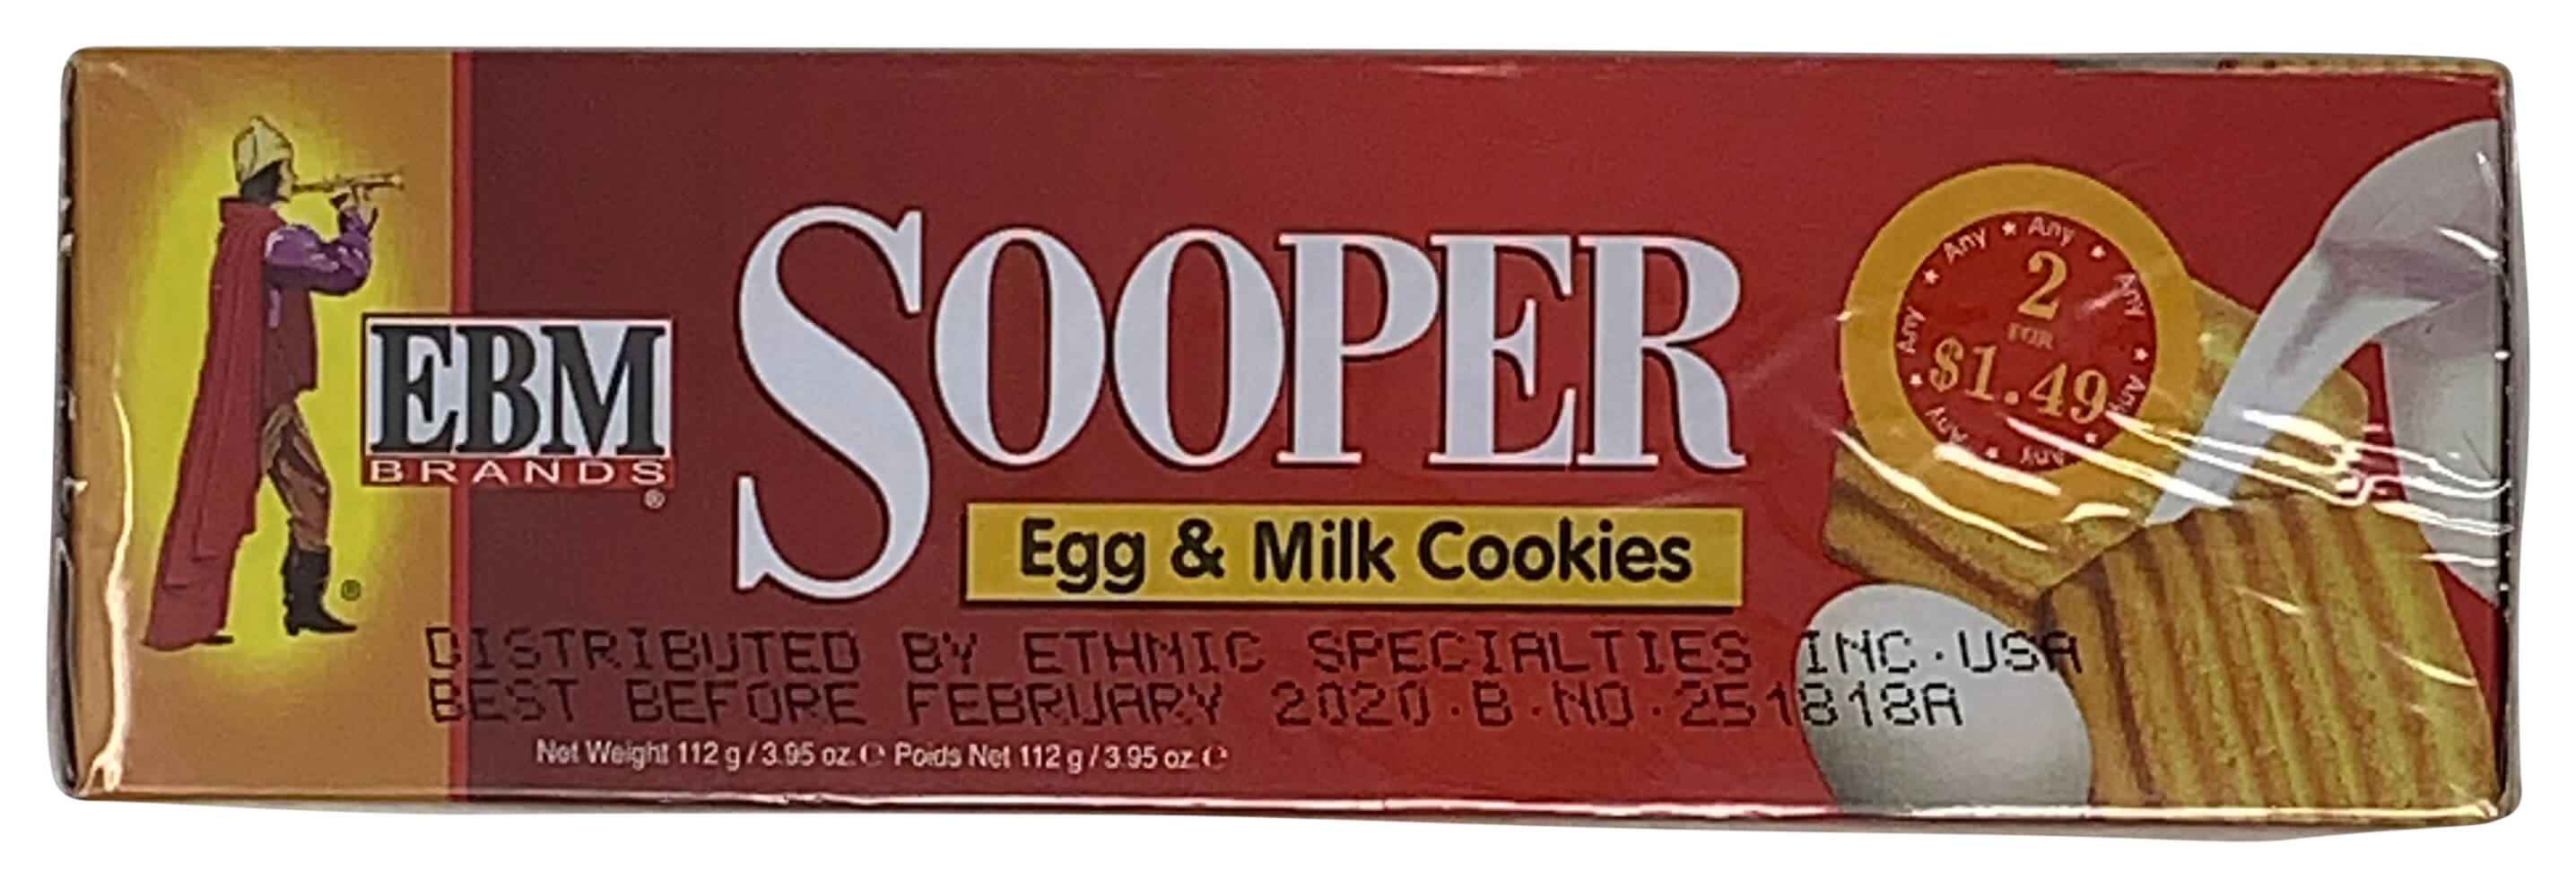 EBM
BRANDS
®
®
SOOPER
Egg & Milk Cookies
Any ★ Any ★ Any ★ Any ★ Any ★ Any ★ Any ★
2
FOR
$1.49
DISTRIBUTED BY ETHNIC SPECIALTIES INC·USA
BEST BEFORE FEBRUARY 2020·B·NO·251818A
Net Weight 112 g / 3.95 oz. ℮ Poids Net 112 g / 3.95 oz. ℮